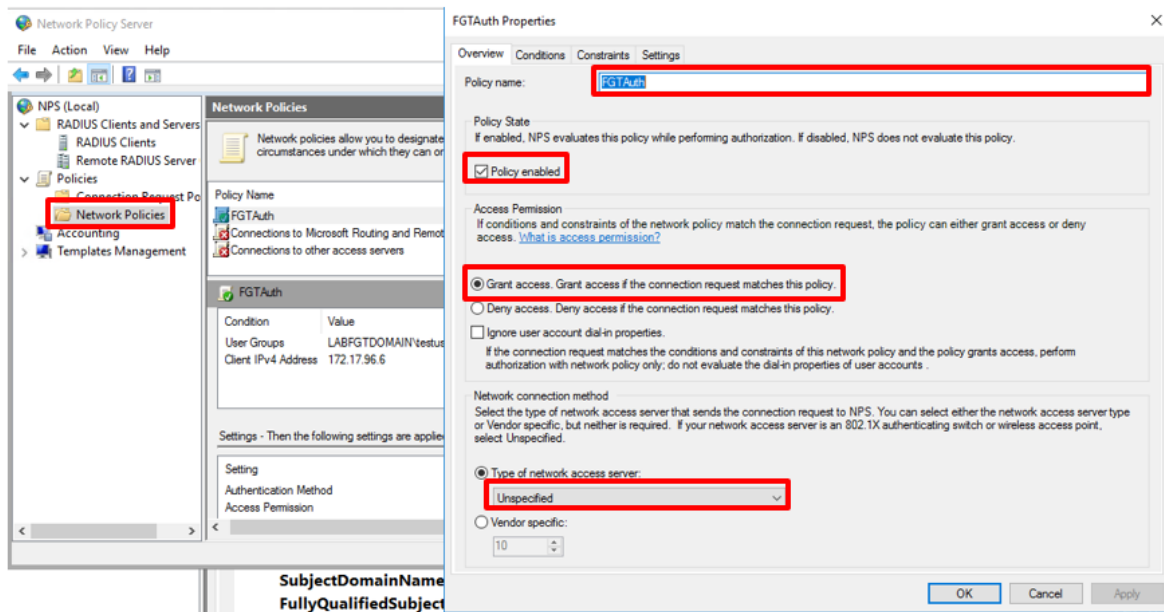 Network Policy Server
File Action View Help
NPS (Local)
RADIUS Clients and Servers
RADIUS Clients
Remote RADIUS Server
Policies
Connection Request Po
Network Policies
Accounting
Templates Management
Network Policies
Network policies allow you to designate
circumstances under which they can or
Policy Name
FGTAuth
Connections to Microsoft Routing and Remot
Connections to other access servers
FGTAuth
Condition Value
User Groups LABFGTDOMAIN\testus
Client IPv4 Address 172.17.96.6
Settings - Then the following settings are applie
Setting
Authentication Method
Access Permission
SubjectDomainName
FullyQualifiedSubject
FGTAuth Properties
Overview Conditions Constraints Settings
Policy name: FGTAuth
Policy State
If enabled, NPS evaluates this policy while performing authorization. If disabled, NPS does not evaluate this policy.
Policy enabled
Access Permission
If conditions and constraints of the network policy match the connection request, the policy can either grant access or deny
access. What is access permission?
Grant access. Grant access if the connection request matches this policy.
Deny access. Deny access if the connection request matches this policy.
Ignore user account dial-in properties.
If the connection request matches the conditions and constraints of this network policy and the policy grants access, perform
authorization with network policy only; do not evaluate the dial-in properties of user accounts .
Network connection method
Select the type of network access server that sends the connection request to NPS. You can select either the network access server type
or Vendor specific, but neither is required. If your network access server is an 802.1X authenticating switch or wireless access point,
select Unspecified.
Type of network access server:
Unspecified
Vendor specific:
10
OK Cancel Apply